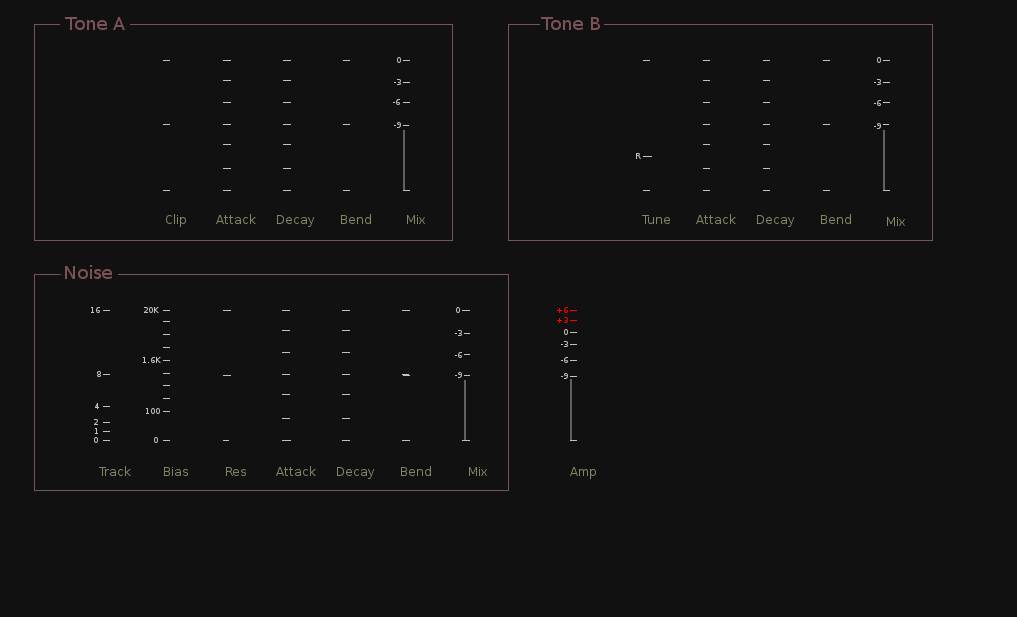 Tone A
0
-3
-6
-9
Clip Attack Decay Bend Mix
Tone B
0
-3
-6
-9
R
Tune Attack Decay Bend Mix
Noise
16
8
4
2
1
0
20K
1.6K
100
0
0
-3
-6
-9
Track Bias Res Attack Decay Bend Mix
+6
+3
0
-3
-6
-9
Amp